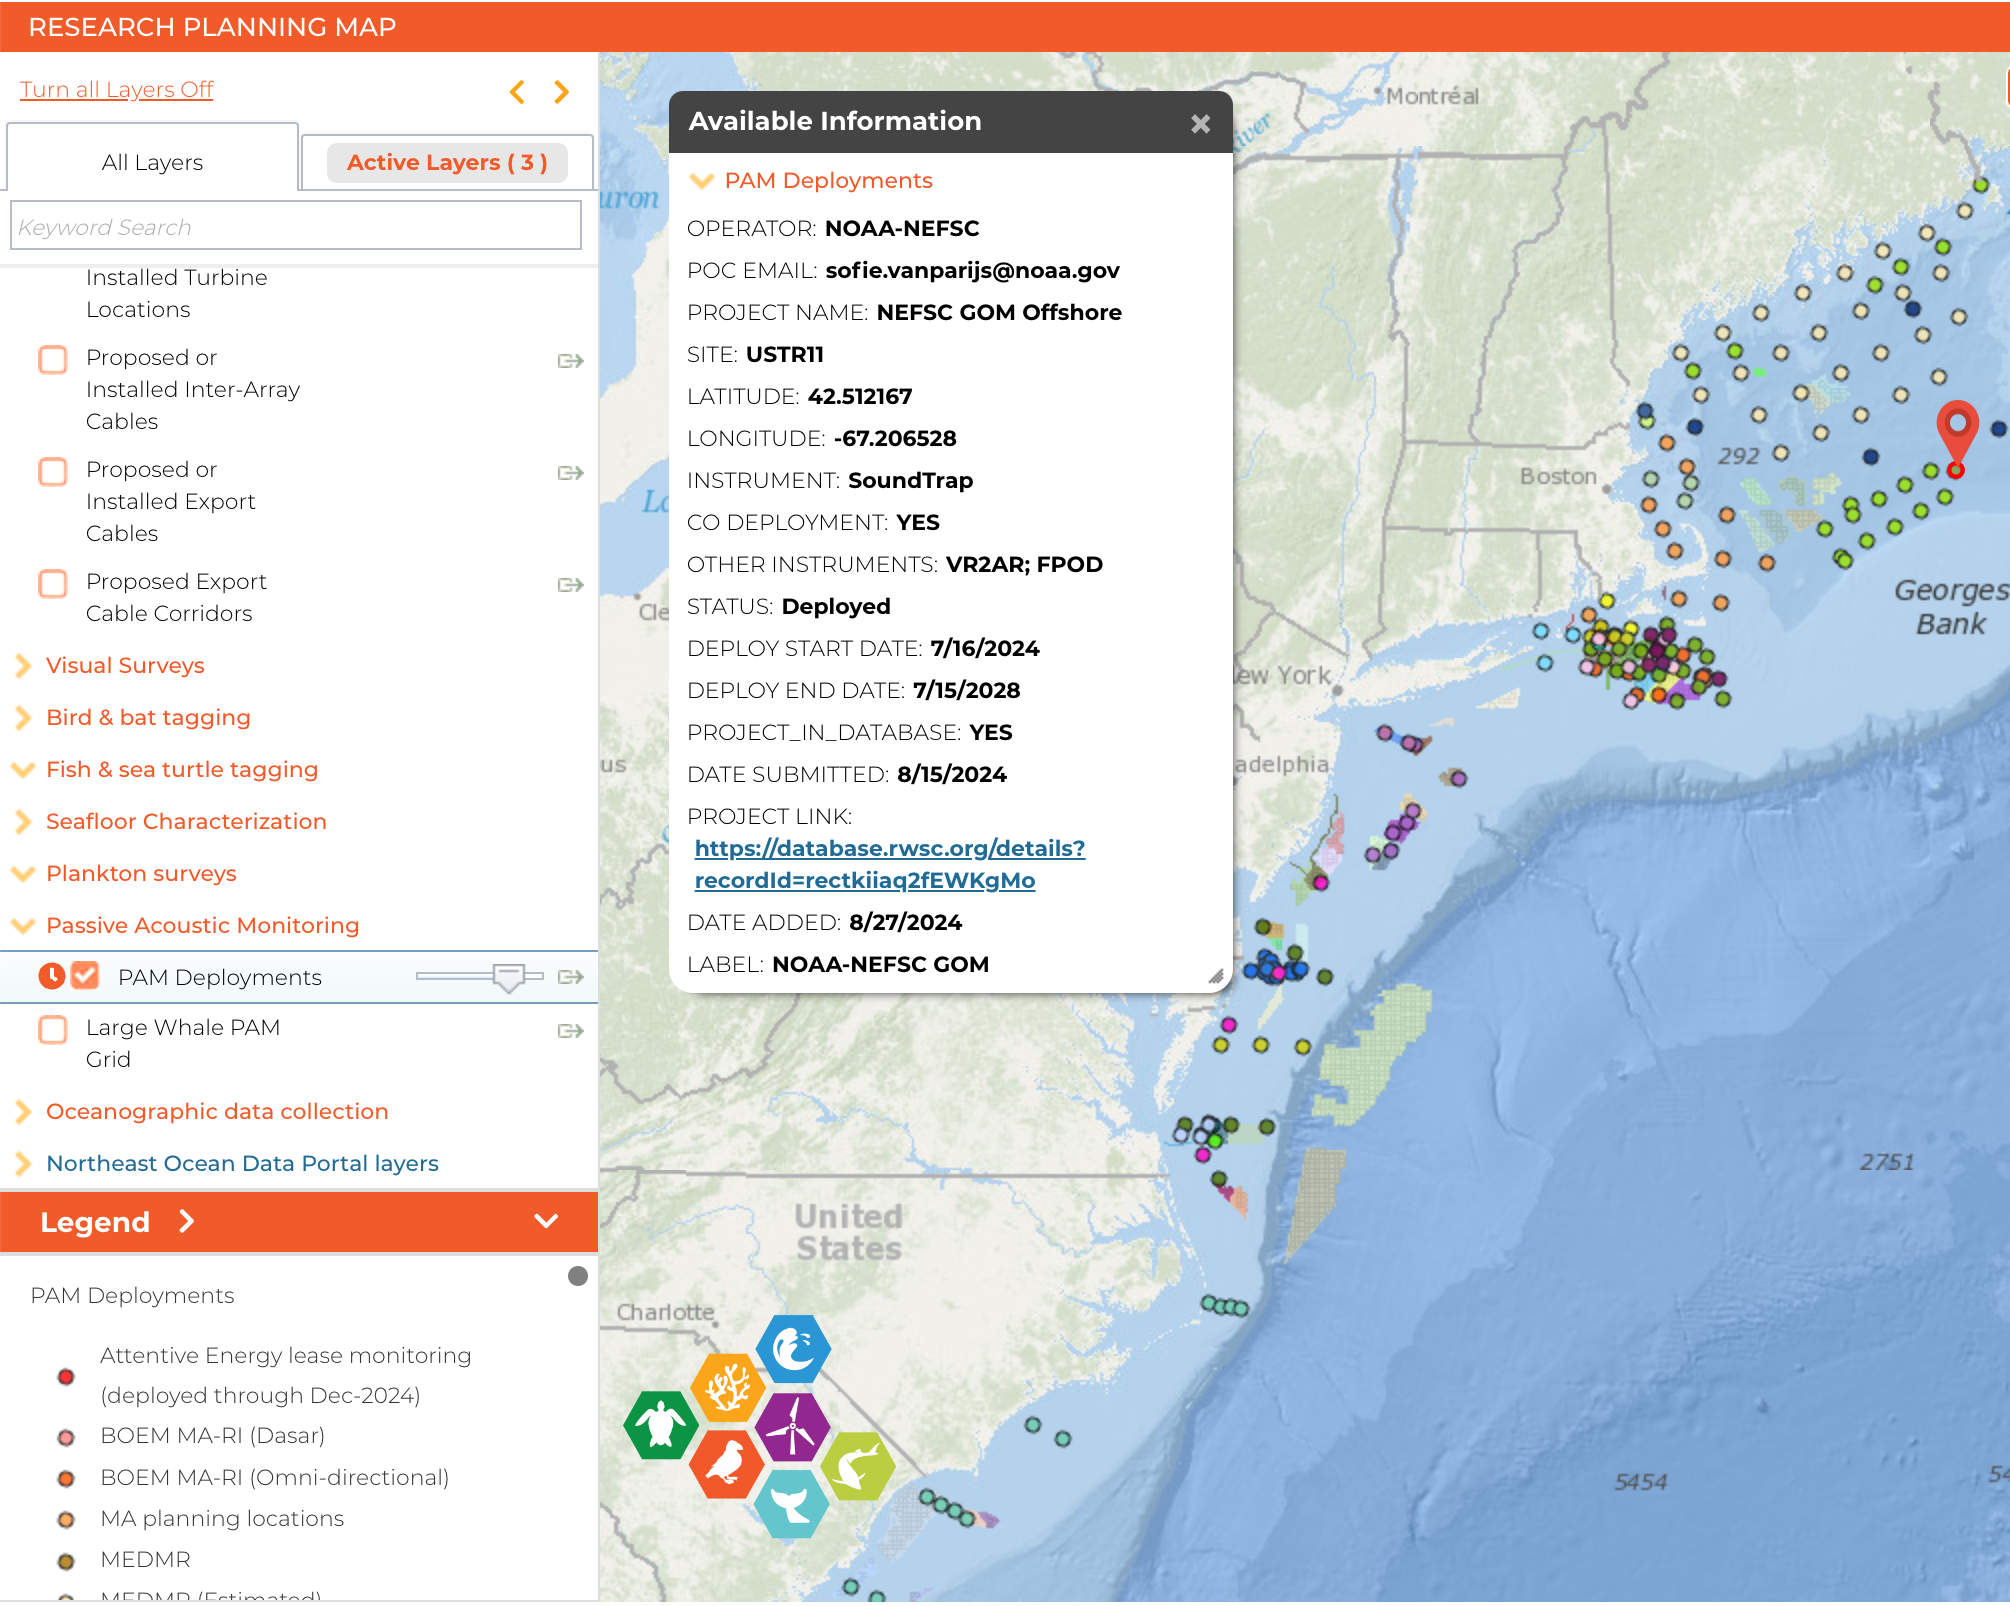 RESEARCH PLANNING MAP
Turn all Layers Off
All Layers
Active Layers ( 3 )
Keyword Search
Installed Turbine
Locations
Proposed or
Installed Inter-Array
Cables
Proposed or
Installed Export
Cables
Proposed Export
Cable Corridors
Visual Surveys
Bird & bat tagging
Fish & sea turtle tagging
Seafloor Characterization
Plankton surveys
Passive Acoustic Monitoring
PAM Deployments
Large Whale PAM
Grid
Oceanographic data collection
Northeast Ocean Data Portal layers
Legend
PAM Deployments
Attentive Energy lease monitoring
(deployed through Dec-2024)
BOEM MA-RI (Dasar)
BOEM MA-RI (Omni-directional)
MA planning locations
MEDMR
MEDMR (Estimated)
Available Information
PAM Deployments
OPERATOR: NOAA-NEFSC
POC EMAIL: sofie.vanparijs@noaa.gov
PROJECT NAME: NEFSC GOM Offshore
SITE: USTR11
LATITUDE: 42.512167
LONGITUDE: -67.206528
INSTRUMENT: SoundTrap
CO DEPLOYMENT: YES
OTHER INSTRUMENTS: VR2AR; FPOD
STATUS: Deployed
DEPLOY START DATE: 7/16/2024
DEPLOY END DATE: 7/15/2028
PROJECT_IN_DATABASE: YES
DATE SUBMITTED: 8/15/2024
PROJECT LINK:
https://database.rwsc.org/details?
recordId=rectkiiaq2fEWKgMo
DATE ADDED: 8/27/2024
LABEL: NOAA-NEFSC GOM
Montréal
River
uron
La
Cle
us
Boston
292
Georges
Bank
ew York
adelphia
2751
United
States
Charlotte
5454
54